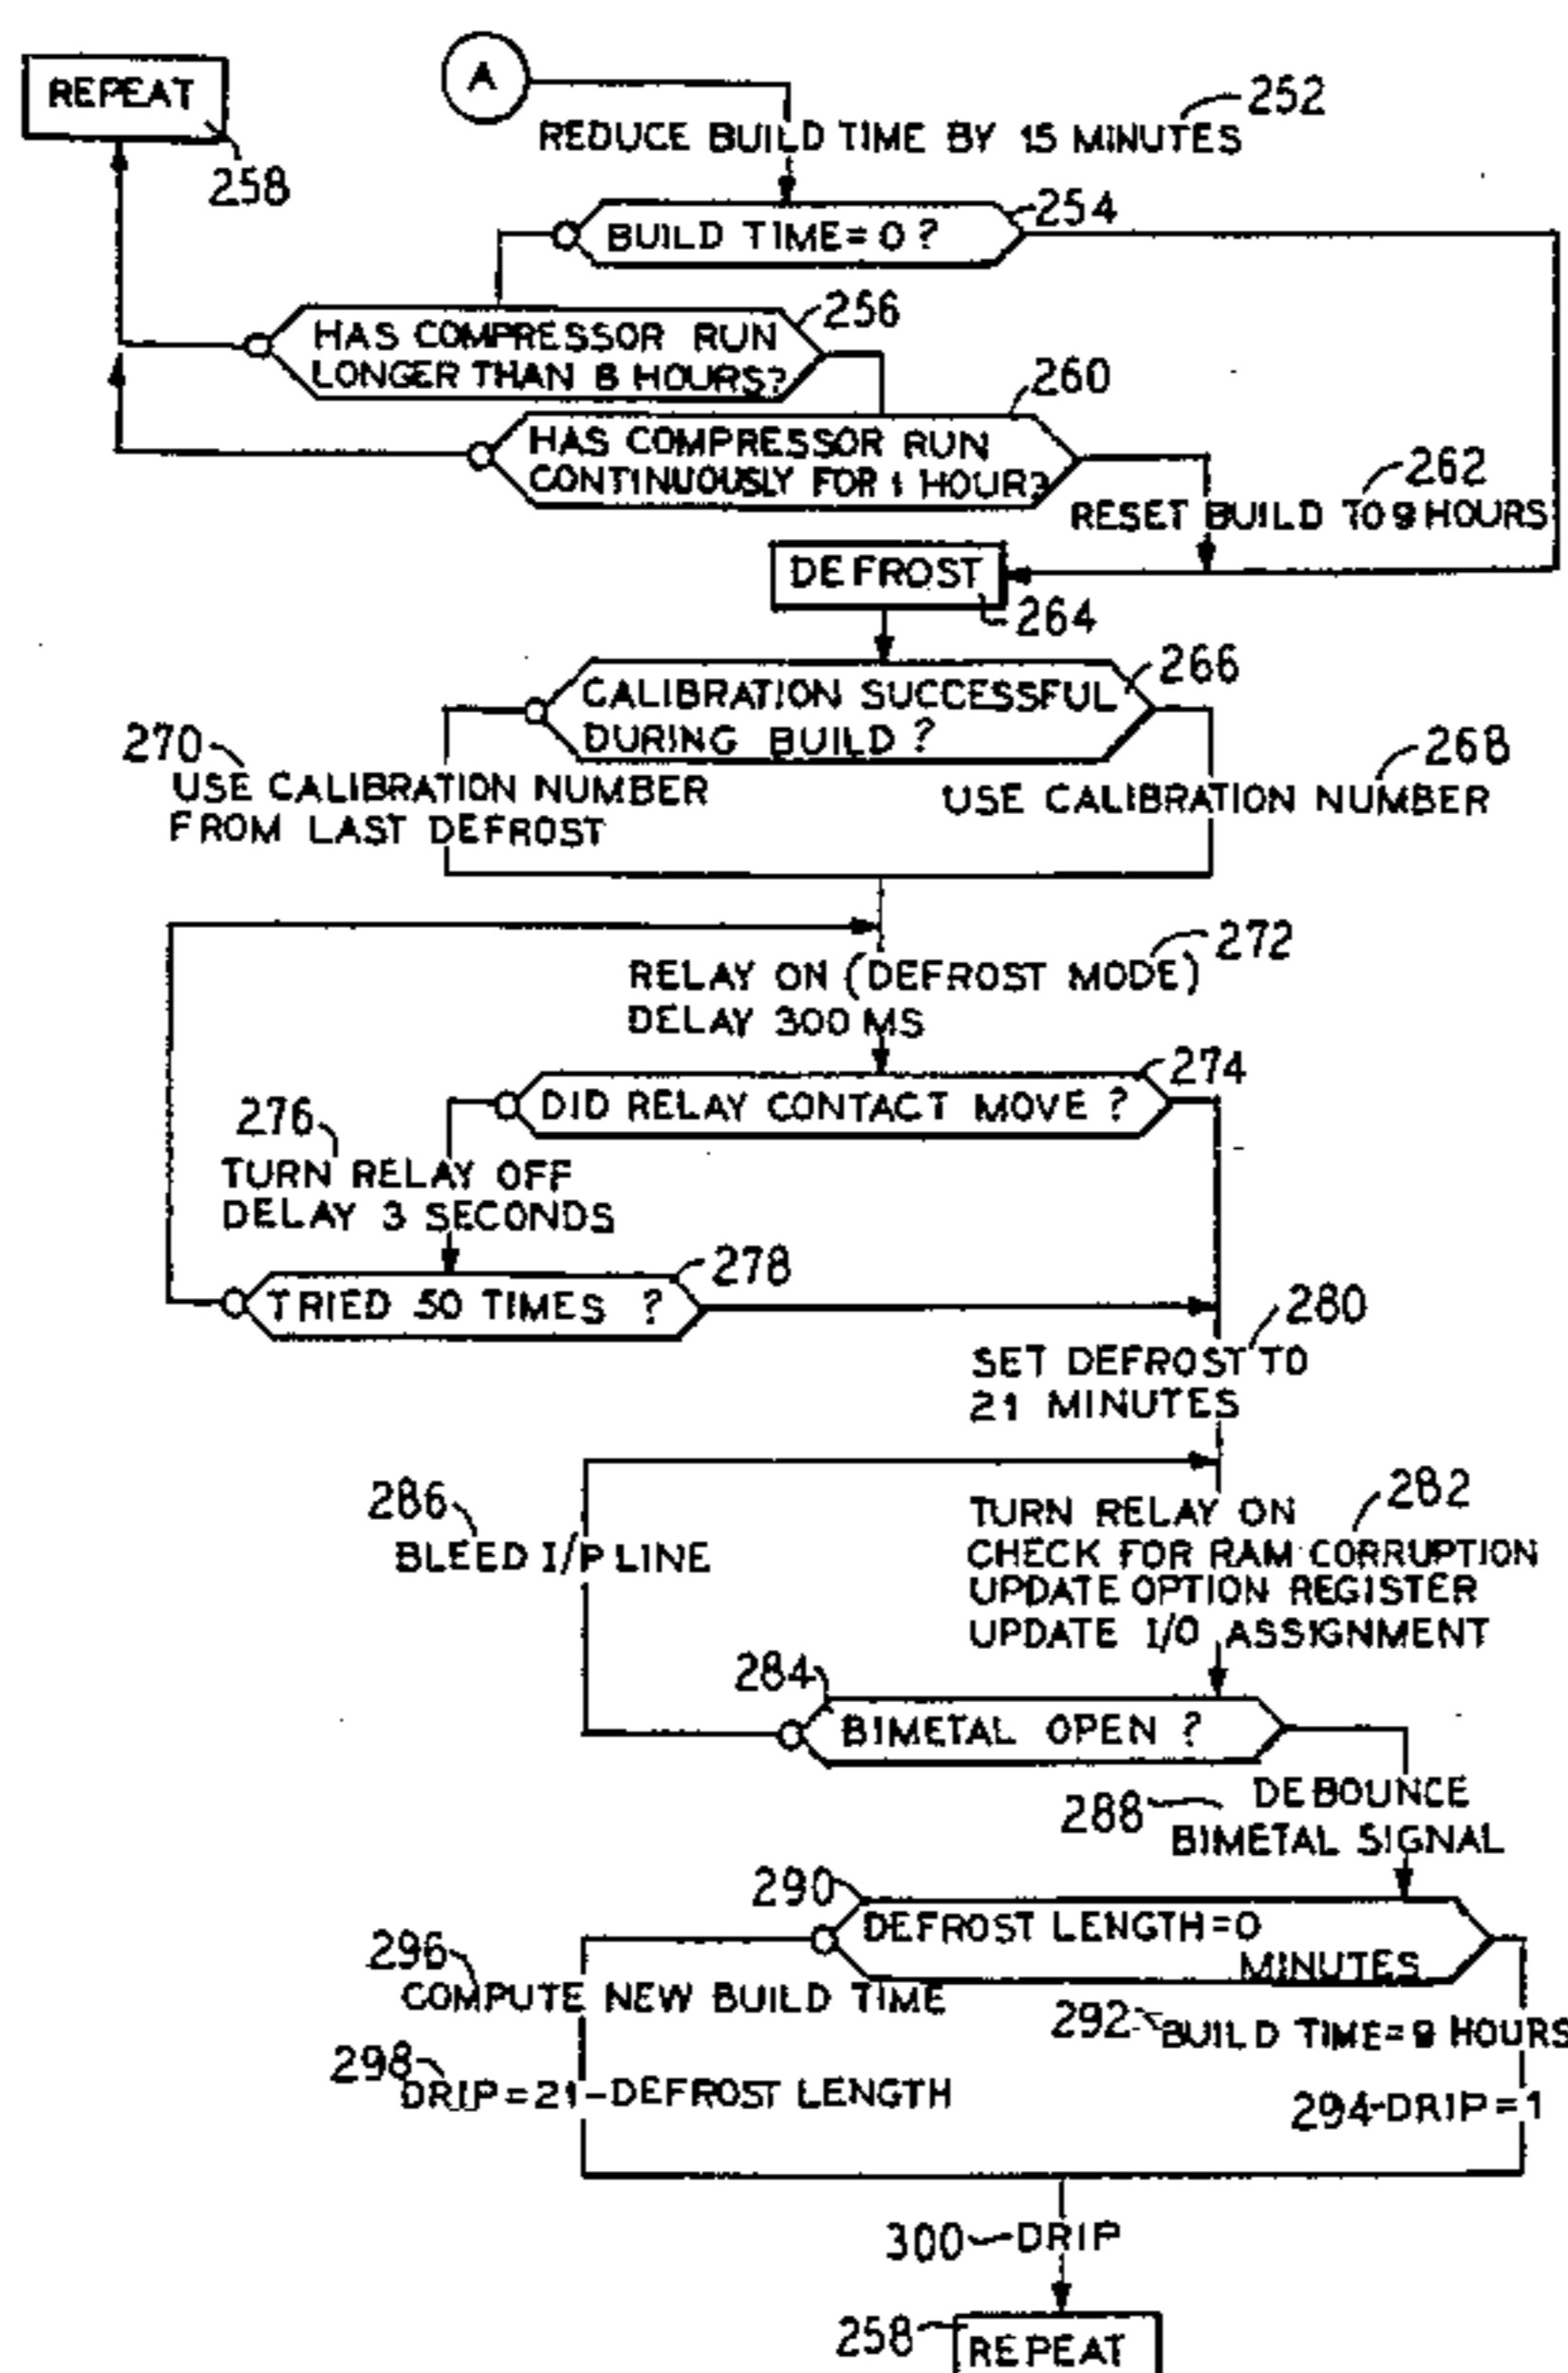 REPEAT
258
A
REDUCE BUILD TIME BY 15 MINUTES
252
BUILD TIME=0?
254
HAS COMPRESSOR RUN
LONGER THAN 8 HOURS?
256
HAS COMPRESSOR RUN
CONTINUOUSLY FOR 1 HOUR?
260
262
RESET BUILD TO 9 HOURS
DEFROST
264
CALIBRATION SUCCESSFUL
DURING BUILD?
266
270
USE CALIBRATION NUMBER
FROM LAST DEFROST
268
USE CALIBRATION NUMBER
272
RELAY ON (DEFROST MODE)
DELAY 300 MS
DID RELAY CONTACT MOVE?
274
276
TURN RELAY OFF
DELAY 3 SECONDS
TRIED 50 TIMES ?
278
280
SET DEFROST TO
21 MINUTES
286
BLEED I/P LINE
282
TURN RELAY ON
CHECK FOR RAM CORRUPTION
UPDATE OPTION REGISTER
UPDATE I/O ASSIGNMENT
284
BIMETAL OPEN ?
288
DEBOUNCE
BIMETAL SIGNAL
290
DEFROST LENGTH=0
MINUTES
296
COMPUTE NEW BUILD TIME
292
BUILD TIME=9 HOURS
298
DRIP=21-DEFROST LENGTH
294
DRIP=1
300
DRIP
258
REPEAT